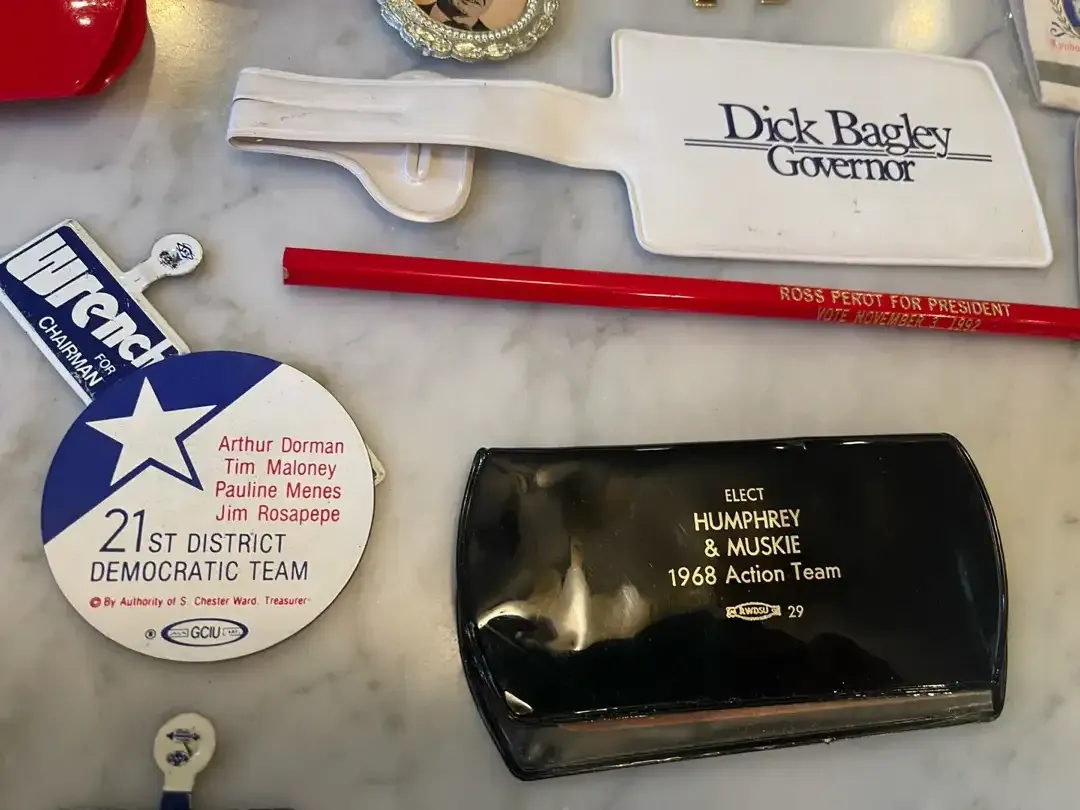 Dick Bagley
Governor
ROSS PEROT FOR PRESIDENT
VOTE NOVEMBER 3, 1992
Wrench
FOR
CHAIRMAN
Arthur Dorman
Tim Maloney
Pauline Menes
Jim Rosapepe
21ST DISTRICT
DEMOCRATIC TEAM
By Authority of S. Chester Ward, Treasurer
GCIU
ELECT
HUMPHREY
& MUSKIE
1968 Action Team
RWDSU 29